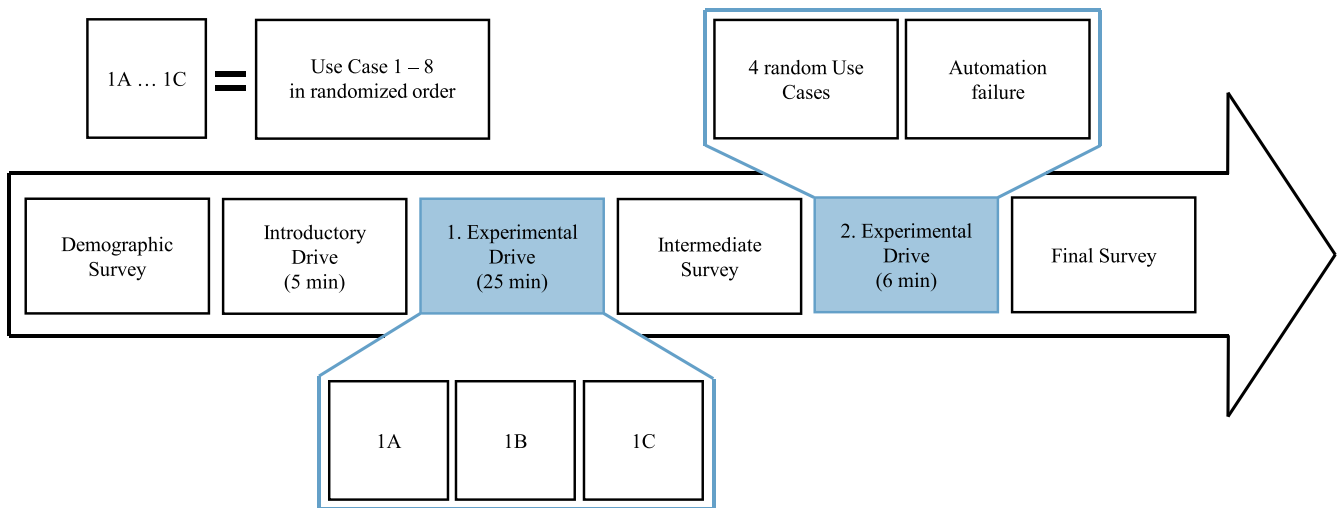 1A … 1C
=
Use Case 1 – 8
in randomized order
4 random Use
Cases
Automation
failure
Demographic
Survey
Introductory
Drive
(5 min)
1. Experimental
Drive
(25 min)
Intermediate
Survey
2. Experimental
Drive
(6 min)
Final Survey
1A
1B
1C